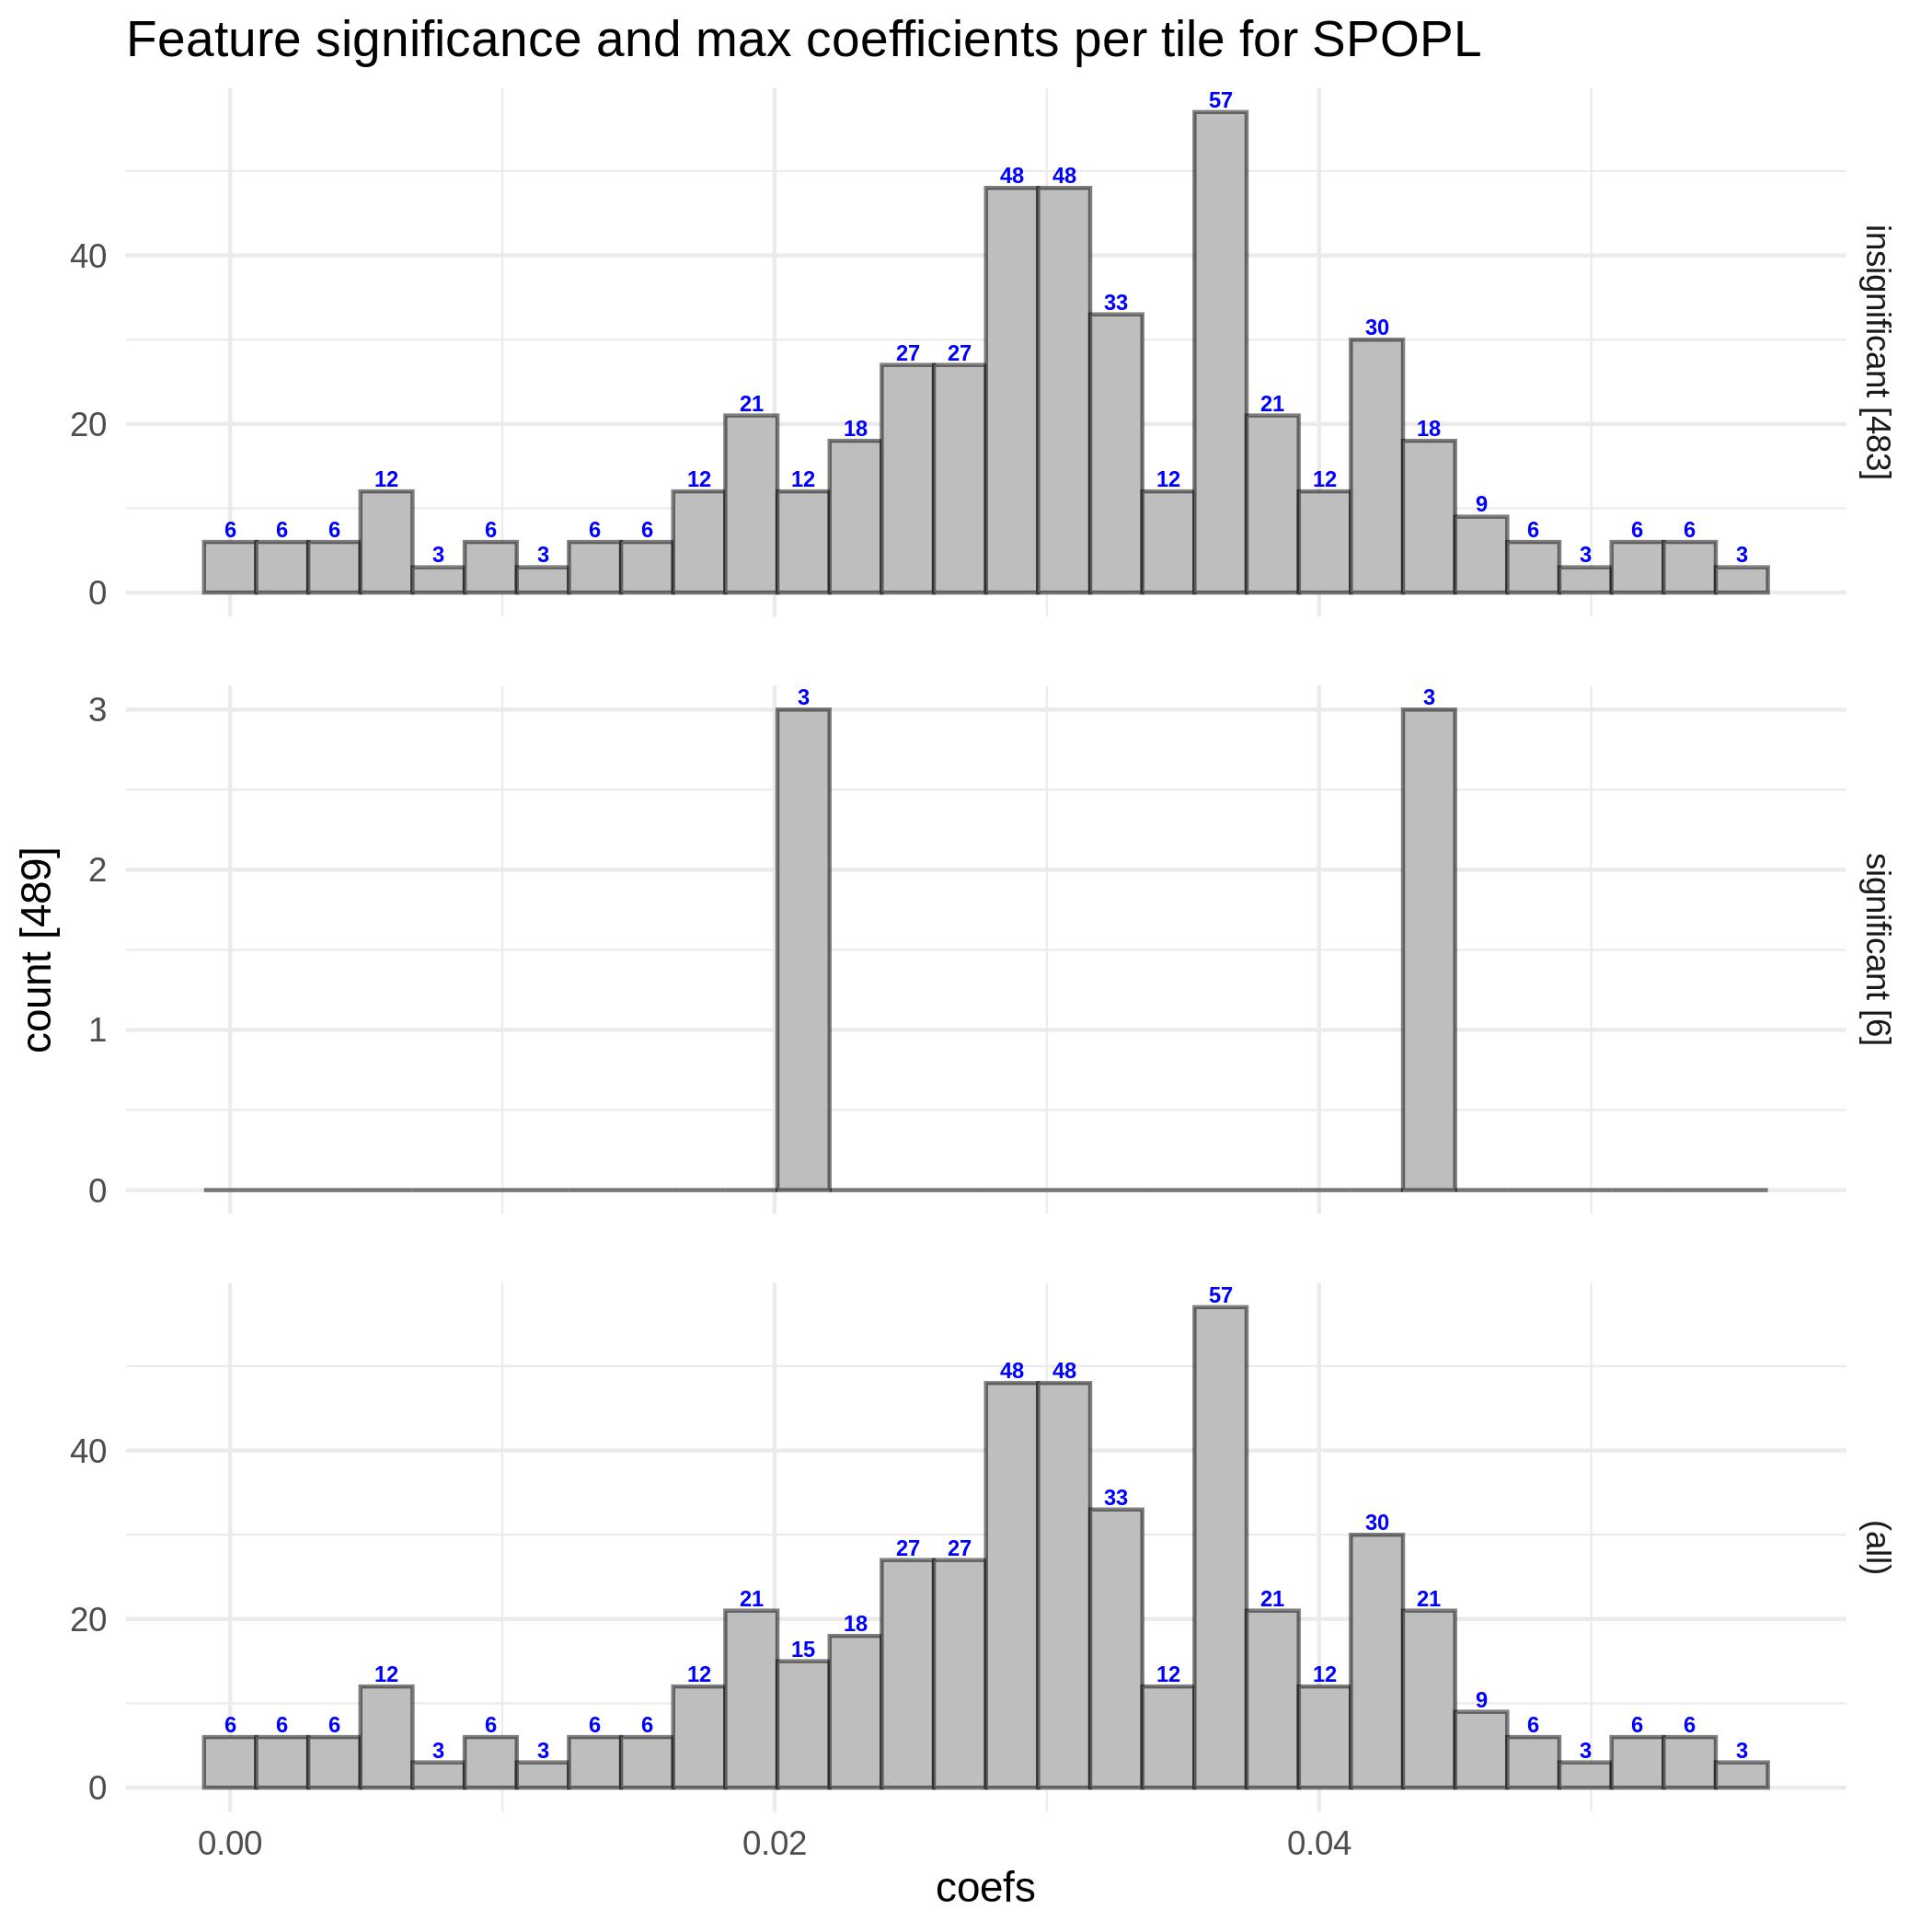 Feature significance and max coefficients per tile for SPOPL
57
48 48
33
30
27 27
21 21
18 18
12 12 12 12 12
9
6 6 6 6 6 6 6 6 6
3 3 3 3
40
20
0
insignificant [483]
3 3
3
2
1
0
significant [6]
count [489]
57
48 48
33
30
27 27
21 21 21
18
15
12 12 12 12
9
6 6 6 6 6 6 6 6 6
3 3 3 3
40
20
0
(all)
0.00 0.02 0.04
coefs